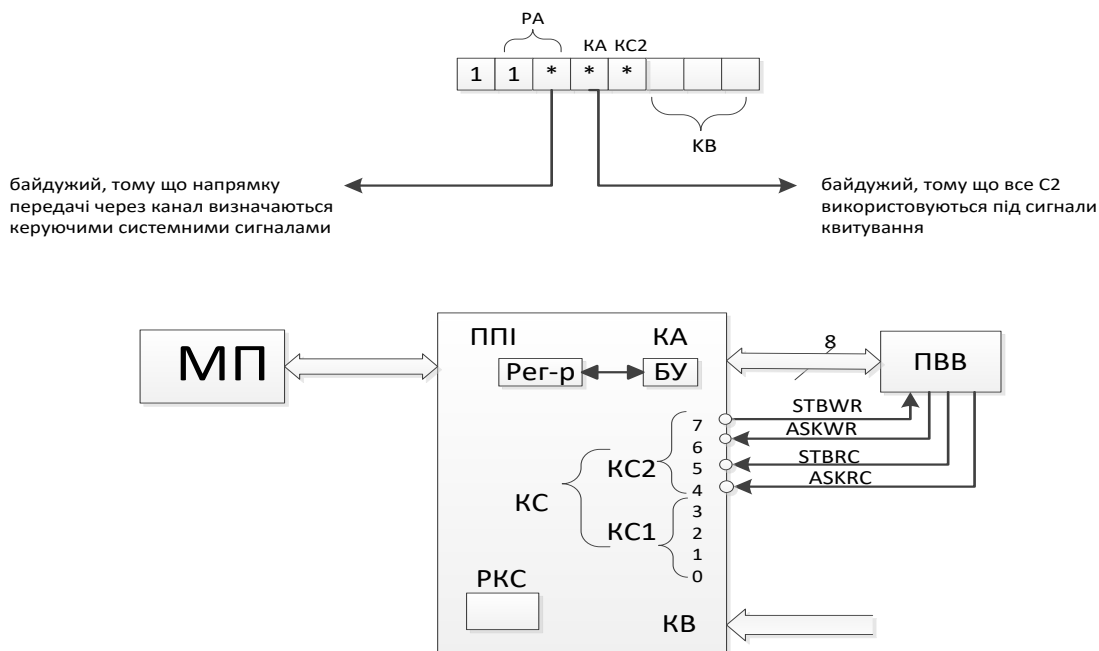 РА
КА КС2
1 1 * * *
КВ
байдужий, тому що напрямку
передачі через канал визначаються
керуючими системними сигналами
байдужий, тому що все С2
використовуються під сигнали
квитування
МП
ППІ
КА
Рег-р
БУ
8
ПВВ
STBWR
ASKWR
STBRC
ASKRC
7
6
5
4
3
2
1
0
КС2
КС
КС1
РКС
КВ